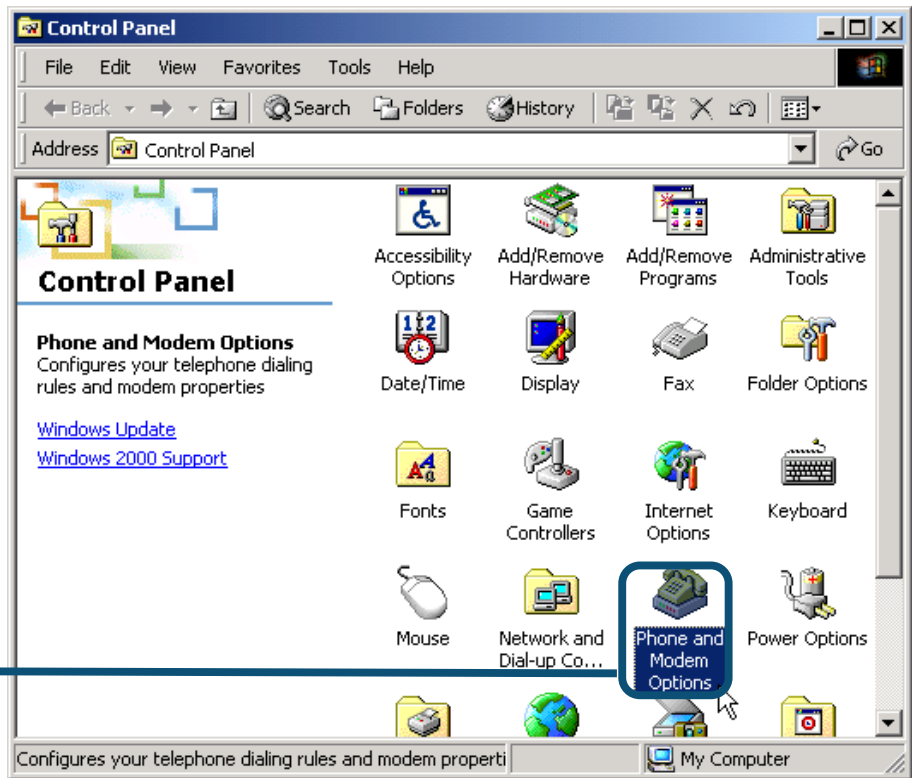 Control Panel
File Edit View Favorites Tools Help
Back Search Folders History
Address Control Panel Go
Control Panel
Phone and Modem Options
Configures your telephone dialing
rules and modem properties
Windows Update
Windows 2000 Support
Accessibility
Options
Add/Remove
Hardware
Add/Remove
Programs
Administrative
Tools
Date/Time
Display
Fax
Folder Options
Fonts
Game
Controllers
Internet
Options
Keyboard
Mouse
Network and
Dial-up Co...
Phone and
Modem
Options
Power Options
Configures your telephone dialing rules and modem properti
My Computer